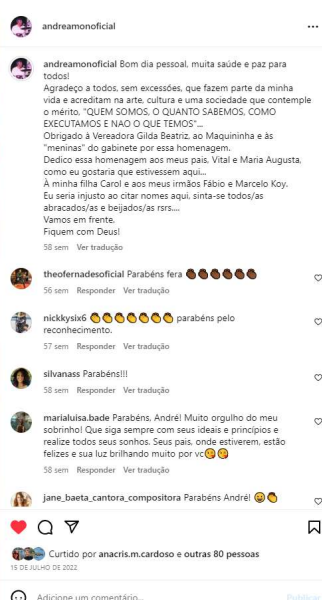 andreamonoficial
andreamonoficial Bom dia pessoal, muita saúde e paz para
todos!
Agradeço a todos, sem excessões, que fazem parte da minha
vida e acreditam na arte, cultura e uma sociedade que contemple
o mérito, "QUEM SOMOS, O QUANTO SABEMOS, COMO
EXECUTAMOS E NAO O QUE TEMOS"...
Obrigado à Vereadora Gilda Beatriz, ao Maquininha e às
"meninas" do gabinete por essa homenagem.
Dedico essa homenagem aos meus pais, Vital e Maria Augusta,
como eu gostaria que estivessem aqui...
À minha filha Carol e aos meus irmãos Fábio e Marcelo Koy.
Eu seria injusto ao citar nomes aqui, sinta-se todos/as
abracados/as e beijados/as rsrs....
Vamos em frente,
Fiquem com Deus!
58 sem Ver tradução
theofernadesoficial Parabéns fera 👏🏾👏🏾👏🏾👏🏾👏🏾👏🏾
56 sem Responder Ver tradução
nickkysix6 👏👏👏👏👏👏👏 parabéns pelo
reconhecimento.
57 sem Responder Ver tradução
silvanass Parabéns!!!
58 sem Responder Ver tradução
marialuisa.bade Parabéns, André! Muito orgulho do meu
sobrinho! Que siga sempre com seus ideais e princípios e
realize todos seus sonhos. Seus pais, onde estiverem, estão
felizes e sua luz brilhando muito por vc😘😘
58 sem Responder Ver tradução
jane_baeta_cantora_compositora Parabéns André! 😄👏
Curtido por anacris.m.cardoso e outras 80 pessoas
15 DE JULHO DE 2022
Adicione um comentário...
Publicar